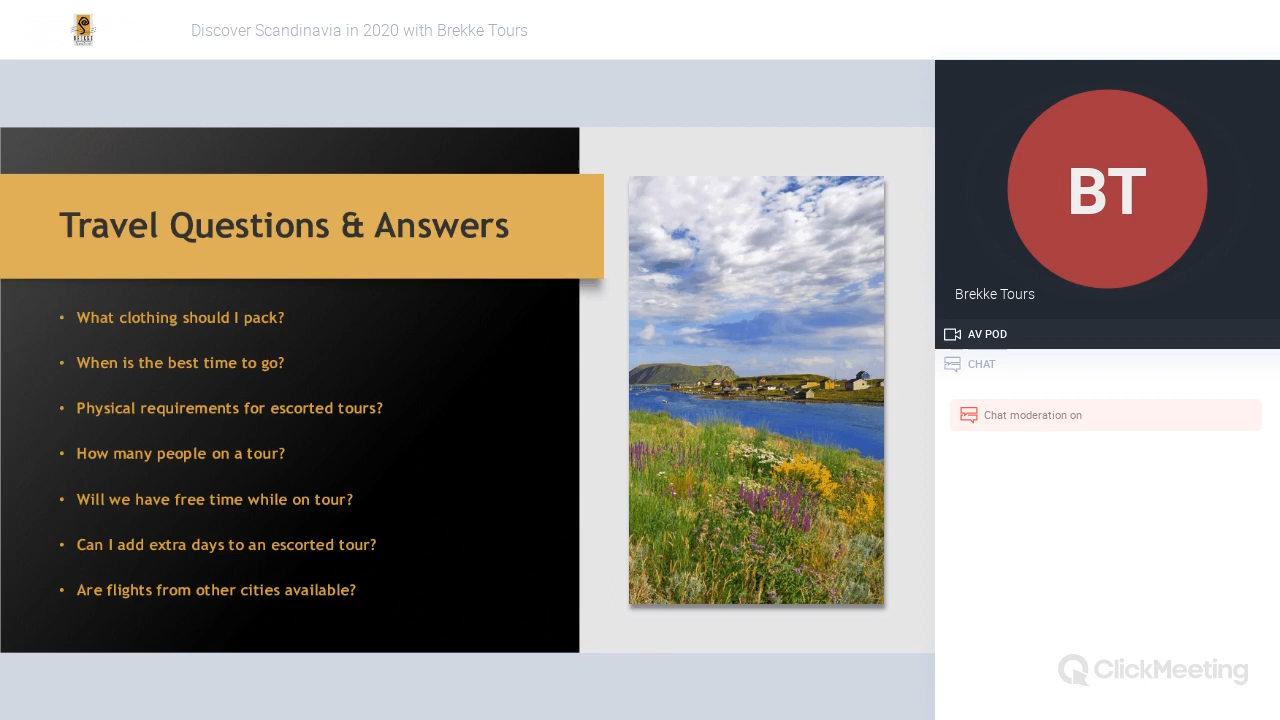 BREKKE
Discover Scandinavia in 2020 with Brekke Tours
Travel Questions & Answers
• What clothing should I pack?
• When is the best time to go?
• Physical requirements for escorted tours?
• How many people on a tour?
• Will we have free time while on tour?
• Can I add extra days to an escorted tour?
• Are flights from other cities available?
BT
Brekke Tours
AV POD
CHAT
Chat moderation on
ClickMeeting